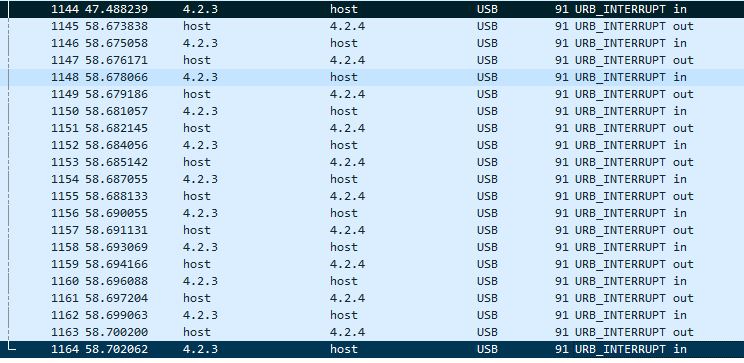 1144 47.488239 4.2.3 host USB 91 URB_INTERRUPT in
1145 58.673838 host 4.2.4 USB 91 URB_INTERRUPT out
1146 58.675058 4.2.3 host USB 91 URB_INTERRUPT in
1147 58.676171 host 4.2.4 USB 91 URB_INTERRUPT out
1148 58.678066 4.2.3 host USB 91 URB_INTERRUPT in
1149 58.679186 host 4.2.4 USB 91 URB_INTERRUPT out
1150 58.681057 4.2.3 host USB 91 URB_INTERRUPT in
1151 58.682145 host 4.2.4 USB 91 URB_INTERRUPT out
1152 58.684056 4.2.3 host USB 91 URB_INTERRUPT in
1153 58.685142 host 4.2.4 USB 91 URB_INTERRUPT out
1154 58.687055 4.2.3 host USB 91 URB_INTERRUPT in
1155 58.688133 host 4.2.4 USB 91 URB_INTERRUPT out
1156 58.690055 4.2.3 host USB 91 URB_INTERRUPT in
1157 58.691131 host 4.2.4 USB 91 URB_INTERRUPT out
1158 58.693069 4.2.3 host USB 91 URB_INTERRUPT in
1159 58.694166 host 4.2.4 USB 91 URB_INTERRUPT out
1160 58.696088 4.2.3 host USB 91 URB_INTERRUPT in
1161 58.697204 host 4.2.4 USB 91 URB_INTERRUPT out
1162 58.699063 4.2.3 host USB 91 URB_INTERRUPT in
1163 58.700200 host 4.2.4 USB 91 URB_INTERRUPT out
1164 58.702062 4.2.3 host USB 91 URB_INTERRUPT in